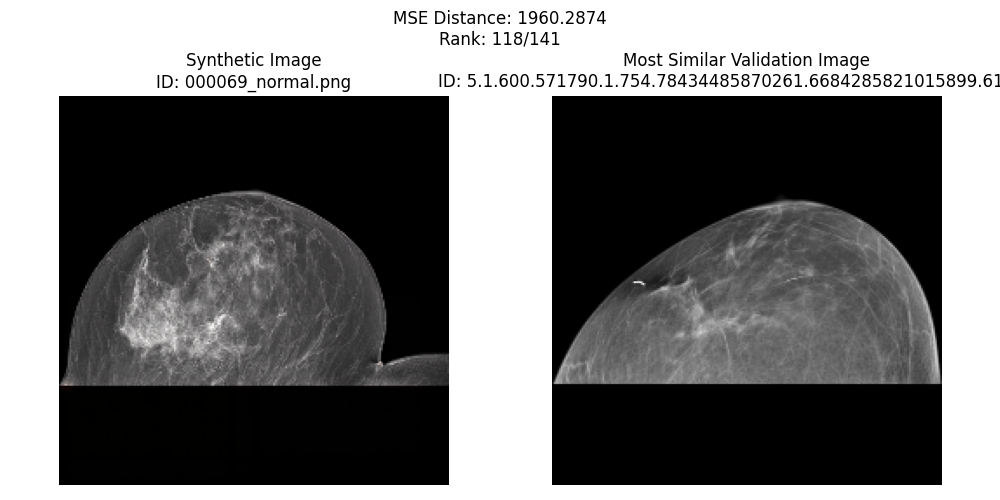 MSE Distance: 1960.2874
Rank: 118/141
Synthetic Image
ID: 000069_normal.png
Most Similar Validation Image
ID: 5.1.600.571790.1.754.78434485870261.6684285821015899.61